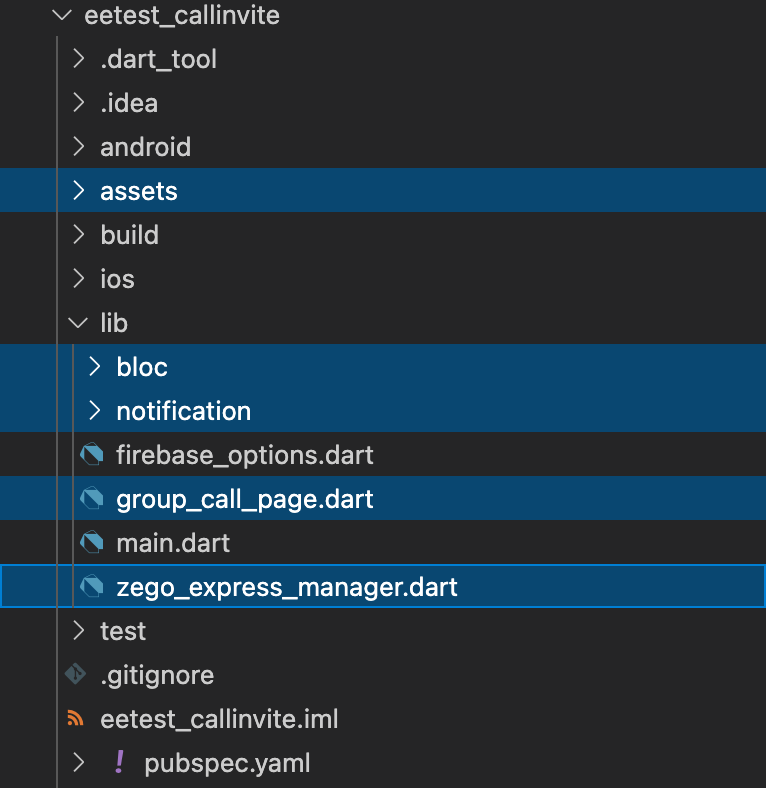 eetest_callinvite
.dart_tool
.idea
android
assets
build
ios
lib
bloc
notification
firebase_options.dart
group_call_page.dart
main.dart
zego_express_manager.dart
test
.gitignore
eetest_callinvite.iml
! pubspec.yaml